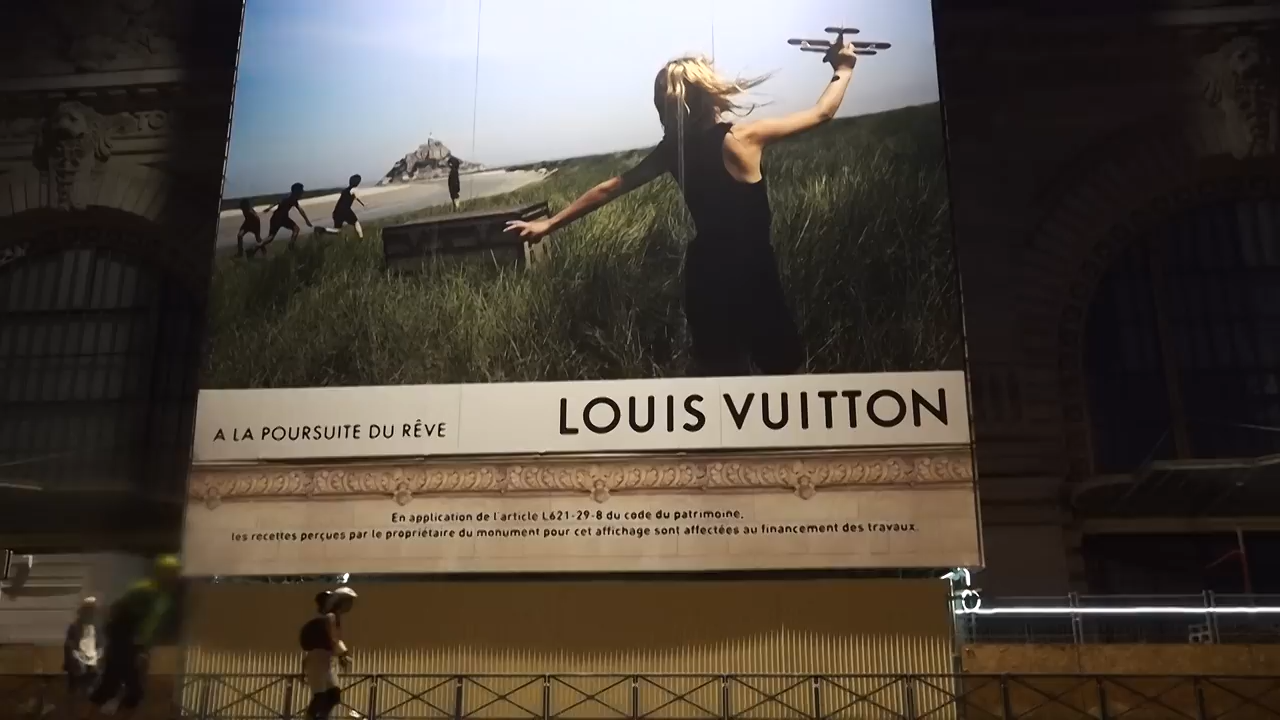 A LA POURSUITE DU RÊVE
LOUIS VUITTON
En application de l'article L621-29-8 du code du patrimoine,
les recettes perçues par le propriétaire du monument pour cet affichage sont affectées au financement des travaux.